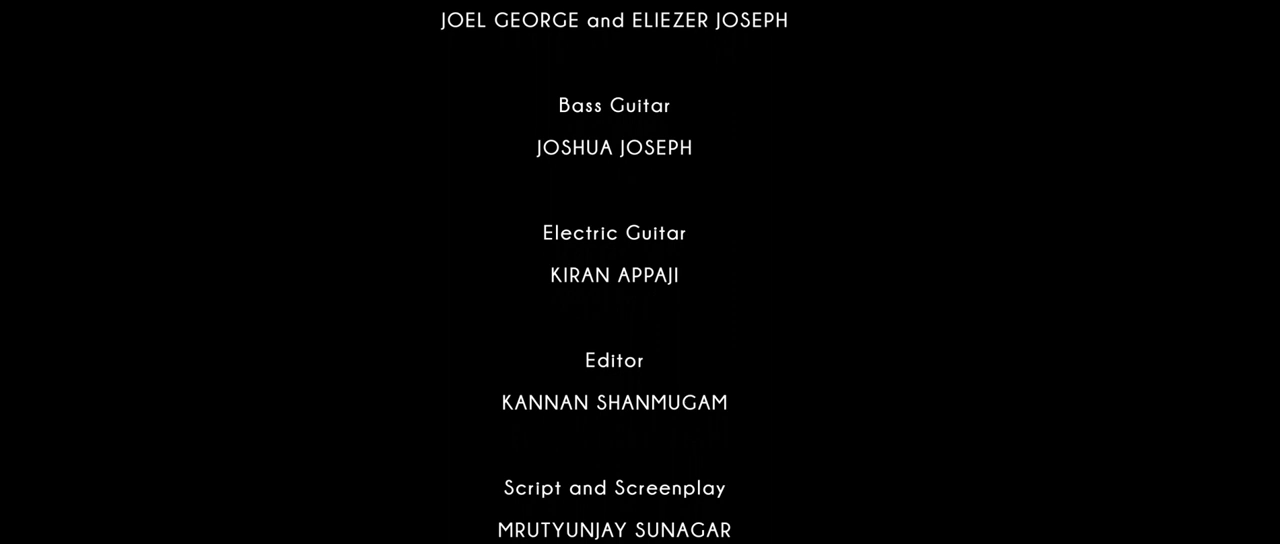 JOEL GEORGE and ELIEZER JOSEPH
Bass Guitar
JOSHUA JOSEPH
Electric Guitar
KIRAN APPAJI
Editor
KANNAN SHANMUGAM
Script and Screenplay
MRUTYUNJAY SUNAGAR